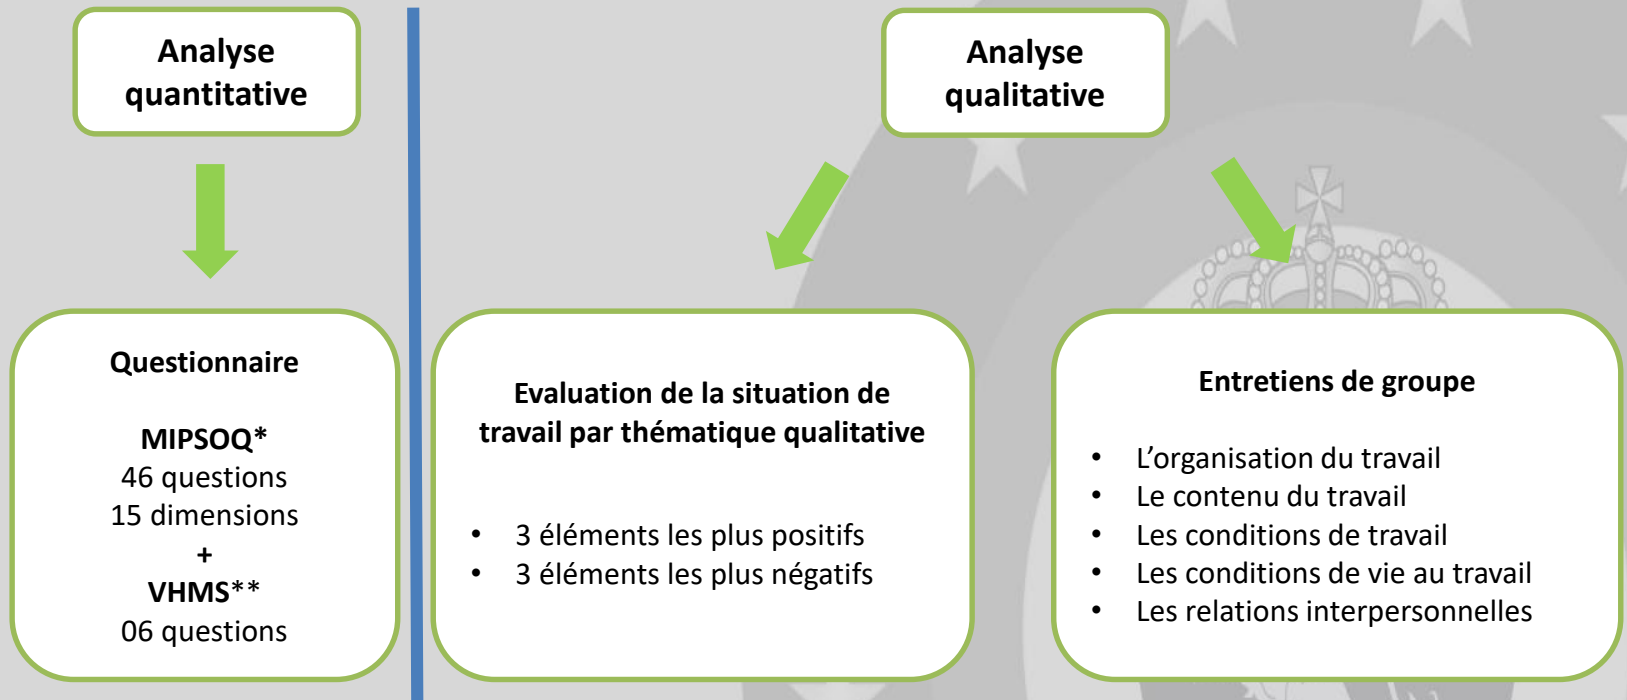 Analyse
quantitative
Analyse
qualitative
Questionnaire
MIPSOQ*
46 questions
15 dimensions
+
VHMS**
06 questions
Evaluation de la situation de
travail par thématique qualitative
• 3 éléments les plus positifs
• 3 éléments les plus négatifs
Entretiens de groupe
• L'organisation du travail
• Le contenu du travail
• Les conditions de travail
• Les conditions de vie au travail
• Les relations interpersonnelles